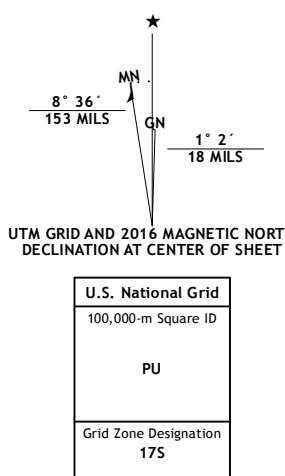 ★
MN
8° 36´
153 MILS
GN
1° 2´
18 MILS
UTM GRID AND 2016 MAGNETIC NORT
DECLINATION AT CENTER OF SHEET
U.S. National Grid
100,000-m Square ID
PU
Grid Zone Designation
17S